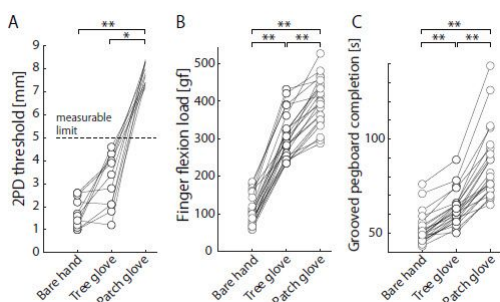 A
**
*
2PD threshold [mm]
9
8
7
6
5
4
3
2
1
0
measurable
limit
Bare hand
Tree glove
Patch glove
B
**
** **
Finger flexion load [gf]
500
400
300
200
100
0
Bare hand
Tree glove
Patch glove
C
**
** **
Grooved pegboard completion [s]
100
50
Bare hand
Tree glove
Patch glove